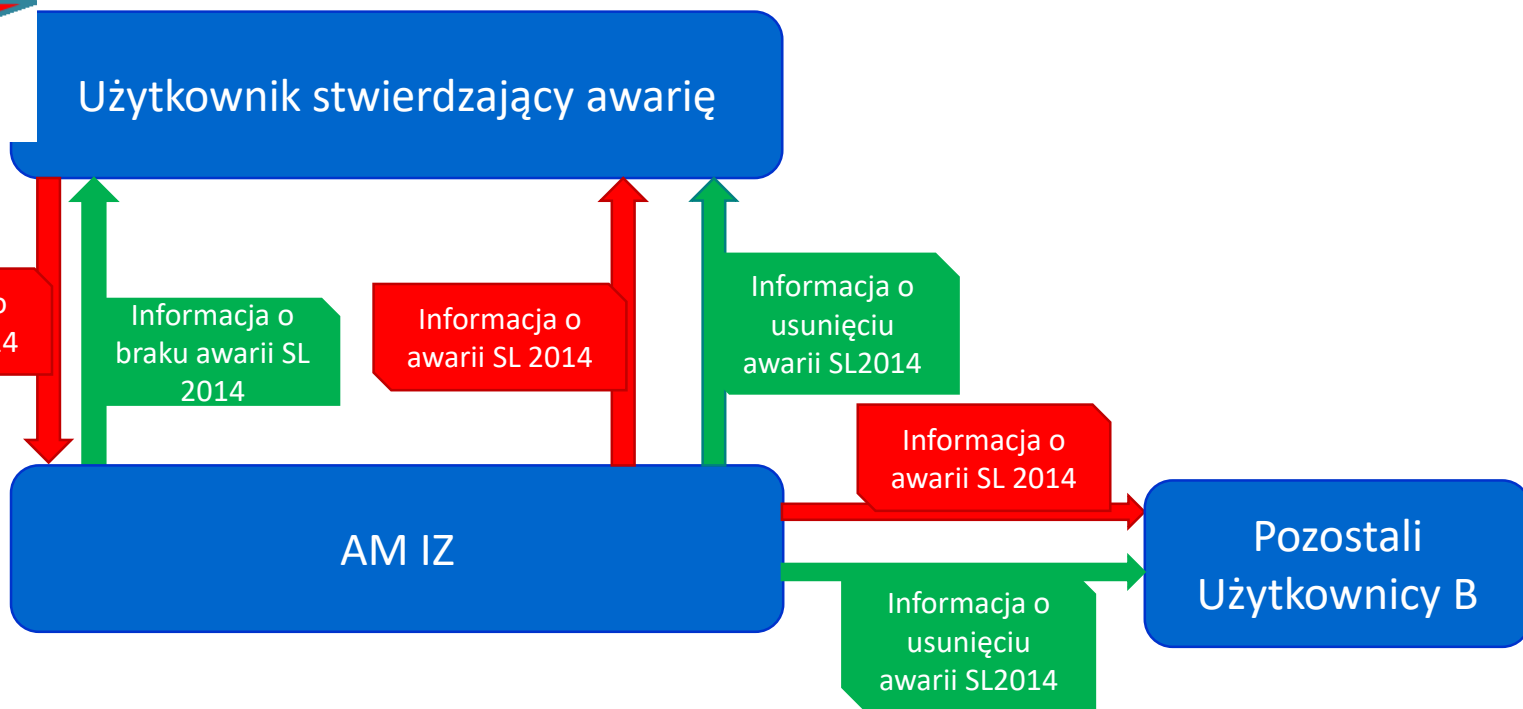 Użytkownik stwierdzający awarię
Informacja o
braku awarii SL
2014
Informacja o
awarii SL 2014
Informacja o
usunięciu
awarii SL2014
Informacja o
awarii SL 2014
AM IZ
Pozostali
Użytkownicy B
Informacja o
usunięciu
awarii SL2014